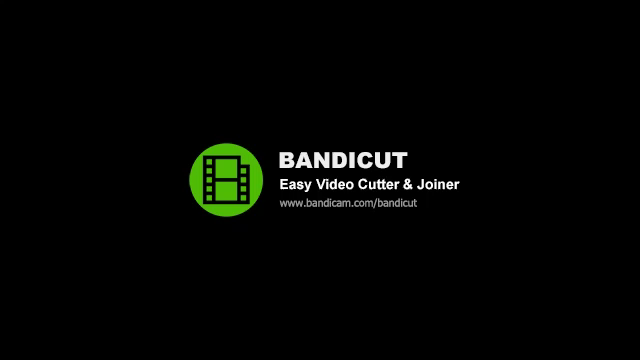 BANDICUT
Easy Video Cutter & Joiner
www.bandicam.com/bandicut